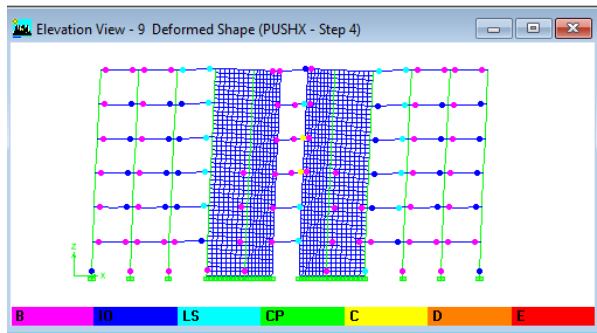 Elevation View - 9 Deformed Shape (PUSHX - Step 4)
Z
X
B IO LS CP C D E